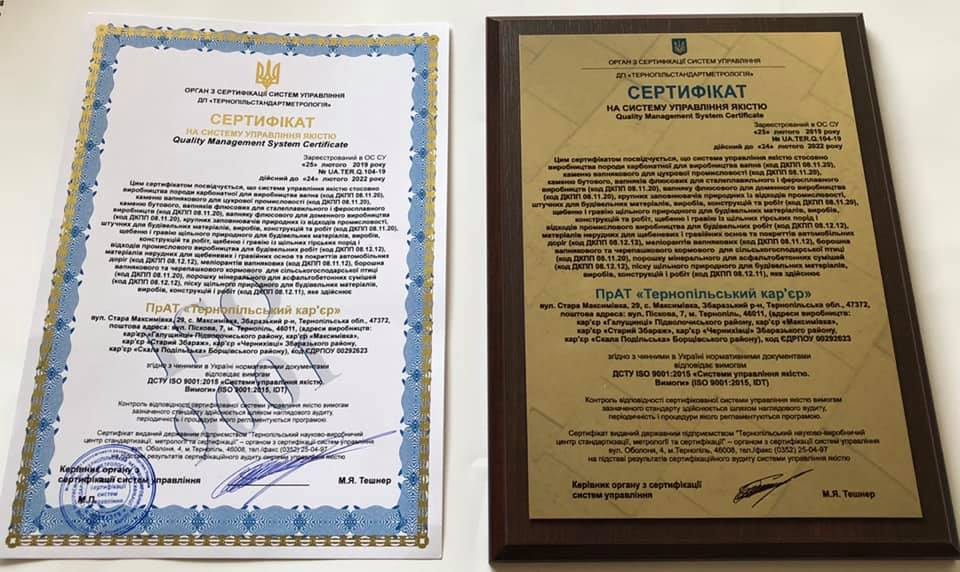 ОРГАН З СЕРТИФІКАЦІЇ СИСТЕМ УПРАВЛІННЯ
ДП «ТЕРНОПІЛЬСТАНДАРТМЕТРОЛОГІЯ»
СЕРТИФІКАТ
НА СИСТЕМУ УПРАВЛІННЯ ЯКІСТЮ
Quality Management System Certificate
Зареєстрований в ОС СУ
«25» лютого 2019 року
№ UA.TER.Q.104-19
дійсний до «24» лютого 2022 року
Цим сертифікатом посвідчується, що система управління якістю стосовно
виробництва породи карбонатної для виробництва вапна (код ДКПП 08.11.20),
каменю вапнякового для цукрової промисловості (код ДКПП 08.11.20),
каменю бутового, вапняків флюсових для сталеплавильного і феросплавного
виробництв (код ДКПП 08.11.20), вапняку флюсового для доменного виробництва
(код ДКПП 08.11.20), крупних заповнювачів природних із відходів промисловості,
штучних для будівельних матеріалів, виробів, конструкцій та робіт (код ДКПП 08.12.12),
щебеню і гравію щільного природного для будівельних матеріалів, виробів,
конструкцій та робіт, щебеню і гравію із щільних гірських порід і
відходів промислового виробництва для будівельних робіт (код ДКПП 08.12.12),
матеріалів нерудних для щебеневих і гравійних основ та покриттів автомобільних
доріг (код ДКПП 08.12.12), меліорантів вапнякових (код ДКПП 08.11.20), борошна
вапнякового та черепашкового кормового для сільськогосподарської птиці
(код ДКПП 08.11.20), порошку мінерального для асфальтобетонних сумішей
(код ДКПП 08.12.12), піску щільного природного для будівельних матеріалів,
виробів, конструкцій і робіт (код ДКПП 08.12.11), яке здійснює
ПрАТ «Тернопільський кар'єр»
вул. Стара Максимівка, 29, с. Максимівка, Збаразький р-н, Тернопільська обл., 47372,
поштова адреса: вул. Піскова, 7, м. Тернопіль, 46011, (адреси виробництв:
кар'єр «Галущинці» Підволочиського району, кар'єр «Максимівка»,
кар'єр «Старий Збараж», кар'єр «Чернихівці» Збаразького району,
кар'єр «Скала Подільська» Борщівського району), код ЄДРПОУ 00292623
згідно з чинними в Україні нормативними документами
відповідає вимогам
ДСТУ ISO 9001:2015 «Системи управління якістю.
Вимоги» (ISO 9001:2015, IDT)
Контроль відповідності сертифікованої системи управління якістю вимогам
зазначеного стандарту здійснюється шляхом наглядового аудиту,
періодичність і процедури якого регламентуються програмою.
Сертифікат виданий державним підприємством "Тернопільський науково-виробничий
центр стандартизації, метрології та сертифікації" – органом з сертифікації систем управління
вул. Оболоня, 4, м.Тернопіль, 46008, тел./факс (0352) 25-04-97
на підставі результатів сертифікаційного аудиту системи управління якістю
Керівник органу з
сертифікації систем управління
М.Я. Тешнер
М.П.
ISO
9001
ОРГАН З СЕРТИФІКАЦІЇ СИСТЕМ УПРАВЛІННЯ
ДП «ТЕРНОПІЛЬСТАНДАРТМЕТРОЛОГІЯ»
СЕРТИФІКАТ
НА СИСТЕМУ УПРАВЛІННЯ ЯКІСТЮ
Quality Management System Certificate
Зареєстрований в ОС СУ
«25» лютого 2019 року
№ UA.TER.Q.104-19
дійсний до «24» лютого 2022 року
Цим сертифікатом посвідчується, що система управління якістю стосовно
виробництва породи карбонатної для виробництва вапна (код ДКПП 08.11.20),
каменю вапнякового для цукрової промисловості (код ДКПП 08.11.20),
каменю бутового, вапняків флюсових для сталеплавильного і феросплавного
виробництв (код ДКПП 08.11.20), вапняку флюсового для доменного виробництва
(код ДКПП 08.11.20), крупних заповнювачів природних із відходів промисловості,
штучних для будівельних матеріалів, виробів, конструкцій та робіт (код ДКПП 08.12.12),
щебеню і гравію щільного природного для будівельних матеріалів, виробів,
конструкцій та робіт, щебеню і гравію із щільних гірських порід і
відходів промислового виробництва для будівельних робіт (код ДКПП 08.12.12),
матеріалів нерудних для щебеневих і гравійних основ та покриттів автомобільних
доріг (код ДКПП 08.12.12), меліорантів вапнякових (код ДКПП 08.11.20), борошна
вапнякового та черепашкового кормового для сільськогосподарської птиці
(код ДКПП 08.11.20), порошку мінерального для асфальтобетонних сумішей
(код ДКПП 08.12.12), піску щільного природного для будівельних матеріалів,
виробів, конструкцій і робіт (код ДКПП 08.12.11), яке здійснює
ПрАТ «Тернопільський кар'єр»
вул. Стара Максимівка, 29, с. Максимівка, Збаразький р-н, Тернопільська обл., 47372,
поштова адреса: вул. Піскова, 7, м. Тернопіль, 46011, (адреси виробництв:
кар'єр «Галущинці» Підволочиського району, кар'єр «Максимівка»,
кар'єр «Старий Збараж», кар'єр «Чернихівці» Збаразького району,
кар'єр «Скала Подільська» Борщівського району), код ЄДРПОУ 00292623
згідно з чинними в Україні нормативними документами
відповідає вимогам
ДСТУ ISO 9001:2015 «Системи управління якістю.
Вимоги» (ISO 9001:2015, IDT)
Контроль відповідності сертифікованої системи управління якістю вимогам
зазначеного стандарту здійснюється шляхом наглядового аудиту,
періодичність і процедури якого регламентуються програмою.
Сертифікат виданий державним підприємством "Тернопільський науково-виробничий
центр стандартизації, метрології та сертифікації" – органом з сертифікації систем управління
вул. Оболоня, 4, м.Тернопіль, 46008, тел./факс (0352) 25-04-97
на підставі результатів сертифікаційного аудиту системи управління якістю
Керівник органу з сертифікації
систем управління
М.Я. Тешнер